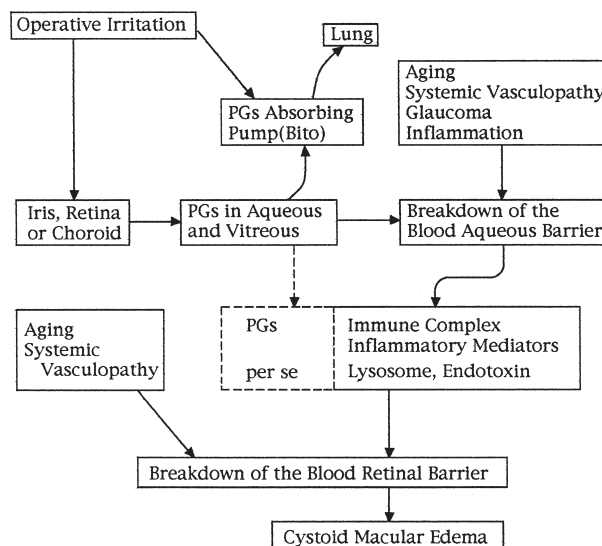 Operative Irritation
Lung
Aging
Systemic Vasculopathy
Glaucoma
Inflammation
PGs Absorbing
Pump(Bito)
Iris, Retina
or Choroid
PGs in Aqueous
and Vitreous
Breakdown of the
Blood Aqueous Barrier
Aging
Systemic
Vasculopathy
PGs
per se
Immune Complex
Inflammatory Mediators
Lysosome, Endotoxin
Breakdown of the Blood Retinal Barrier
Cystoid Macular Edema